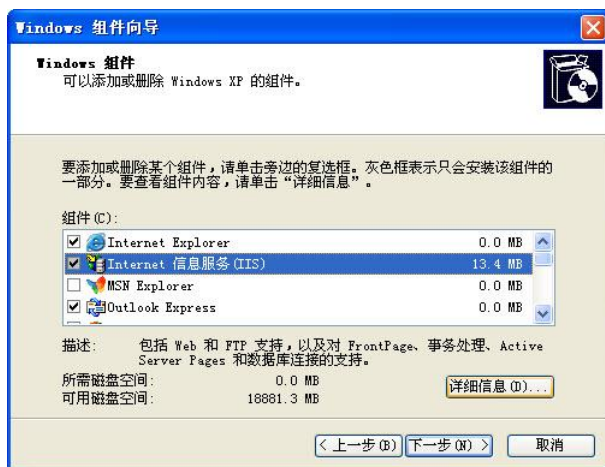 Windows 组件向导
Windows 组件
可以添加或删除 Windows XP 的组件。
要添加或删除某个组件，请单击旁边的复选框。灰色框表示只会安装该组件的
一部分。要查看组件内容，请单击“详细信息”。
组件(C):
Internet Explorer 0.0 MB
Internet 信息服务(IIS) 13.4 MB
MSN Explorer 0.0 MB
Outlook Express 0.0 MB
描述: 包括 Web 和 FTP 支持，以及对 FrontPage、事务处理、Active
Server Pages 和数据库连接的支持。
所需磁盘空间: 0.0 MB
可用磁盘空间: 18881.3 MB
详细信息(D)...
< 上一步(B) 下一步(N) > 取消